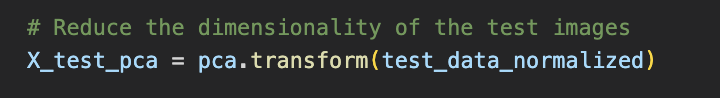 # Reduce the dimensionality of the test images
X_test_pca = pca.transform(test_data_normalized)